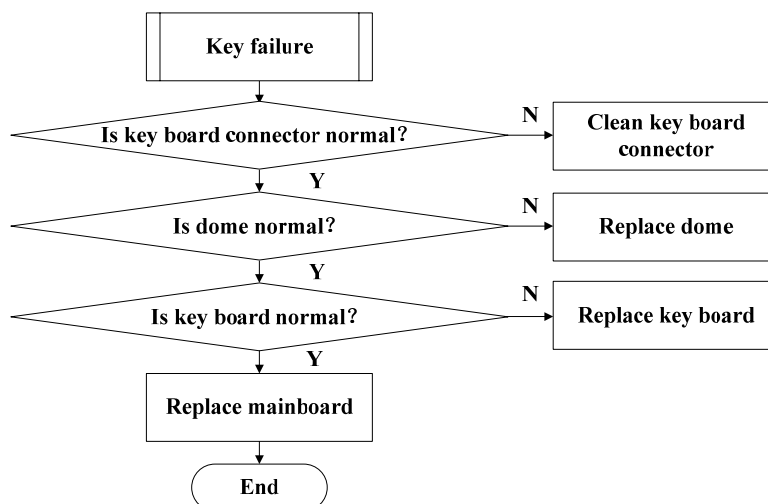 Key failure
Is key board connector normal？
N
Clean key board
connector
Y
Is dome normal？
N
Replace dome
Y
Is key board normal？
N
Replace key board
Y
Replace mainboard
End